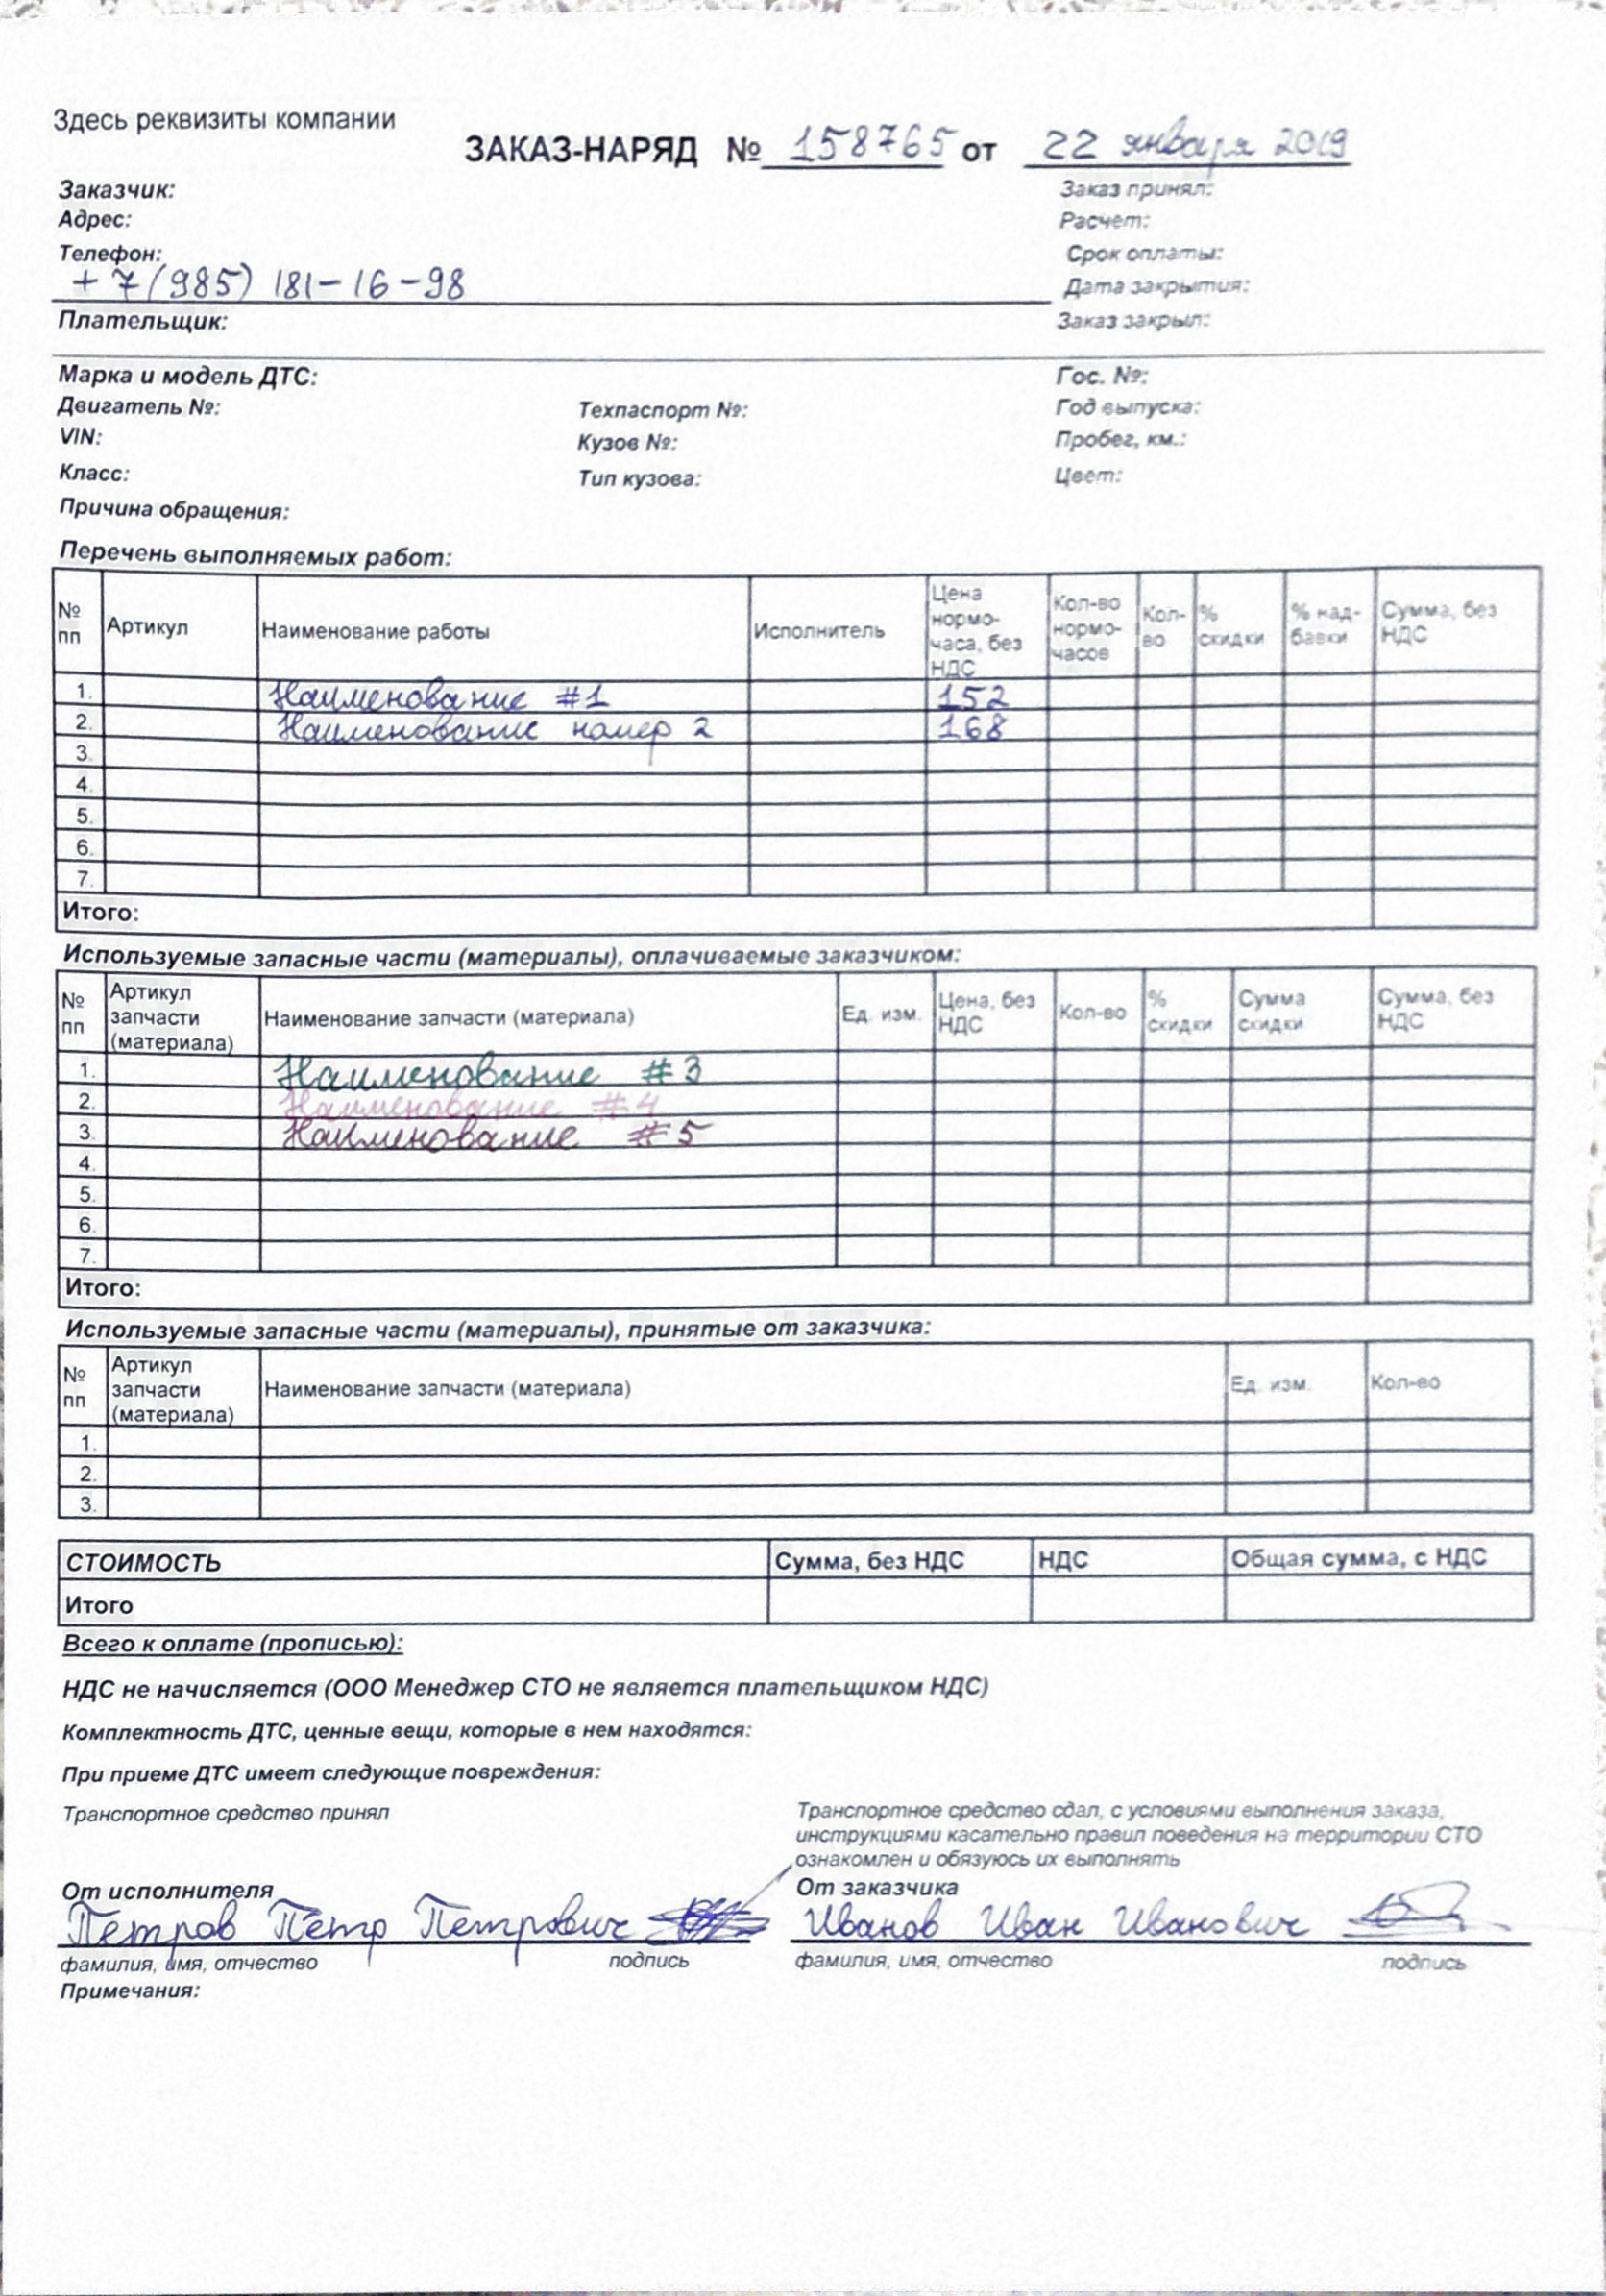 Здесь реквизиты компании
ЗАКАЗ-НАРЯД № 158765 от 22 января 2019
Заказчик: Заказ принял:
Адрес: Расчет:
Телефон: Срок оплаты:
+7(985) 181-16-98 Дата закрытия:
Плательщик: Заказ закрыл:
Марка и модель ДТС: Гос. №:
Двигатель №: Техпаспорт №: Год выпуска:
VIN: Кузов №: Пробег, км.:
Класс: Тип кузова: Цвет:
Причина обращения:
Перечень выполняемых работ:
№ пп Артикул Наименование работы Исполнитель Цена нормо-часа, без НДС Кол-во нормо-часов Кол-во % скидки % над-бавки Сумма, без НДС
1. Наименование #1 152
2. Наименование номер 2 168
3.
4.
5.
6.
7.
Итого:
Используемые запасные части (материалы), оплачиваемые заказчиком:
№ пп Артикул запчасти (материала) Наименование запчасти (материала) Ед. изм. Цена, без НДС Кол-во % скидки Сумма скидки Сумма, без НДС
1. Наименование #3
2. Наименование #4
3. Наименование #5
4.
5.
6.
7.
Итого:
Используемые запасные части (материалы), принятые от заказчика:
№ пп Артикул запчасти (материала) Наименование запчасти (материала) Ед. изм. Кол-во
1.
2.
3.
СТОИМОСТЬ Сумма, без НДС НДС Общая сумма, с НДС
Итого
Всего к оплате (прописью):
НДС не начисляется (ООО Менеджер СТО не является плательщиком НДС)
Комплектность ДТС, ценные вещи, которые в нем находятся:
При приеме ДТС имеет следующие повреждения:
Транспортное средство принял
Транспортное средство сдал, с условиями выполнения заказа,
инструкциями касательно правил поведения на территории СТО
ознакомлен и обязуюсь их выполнять
От исполнителя От заказчика
Петров Петр Петрович Иванов Иван Иванович
фамилия, имя, отчество подпись фамилия, имя, отчество подпись
Примечания: